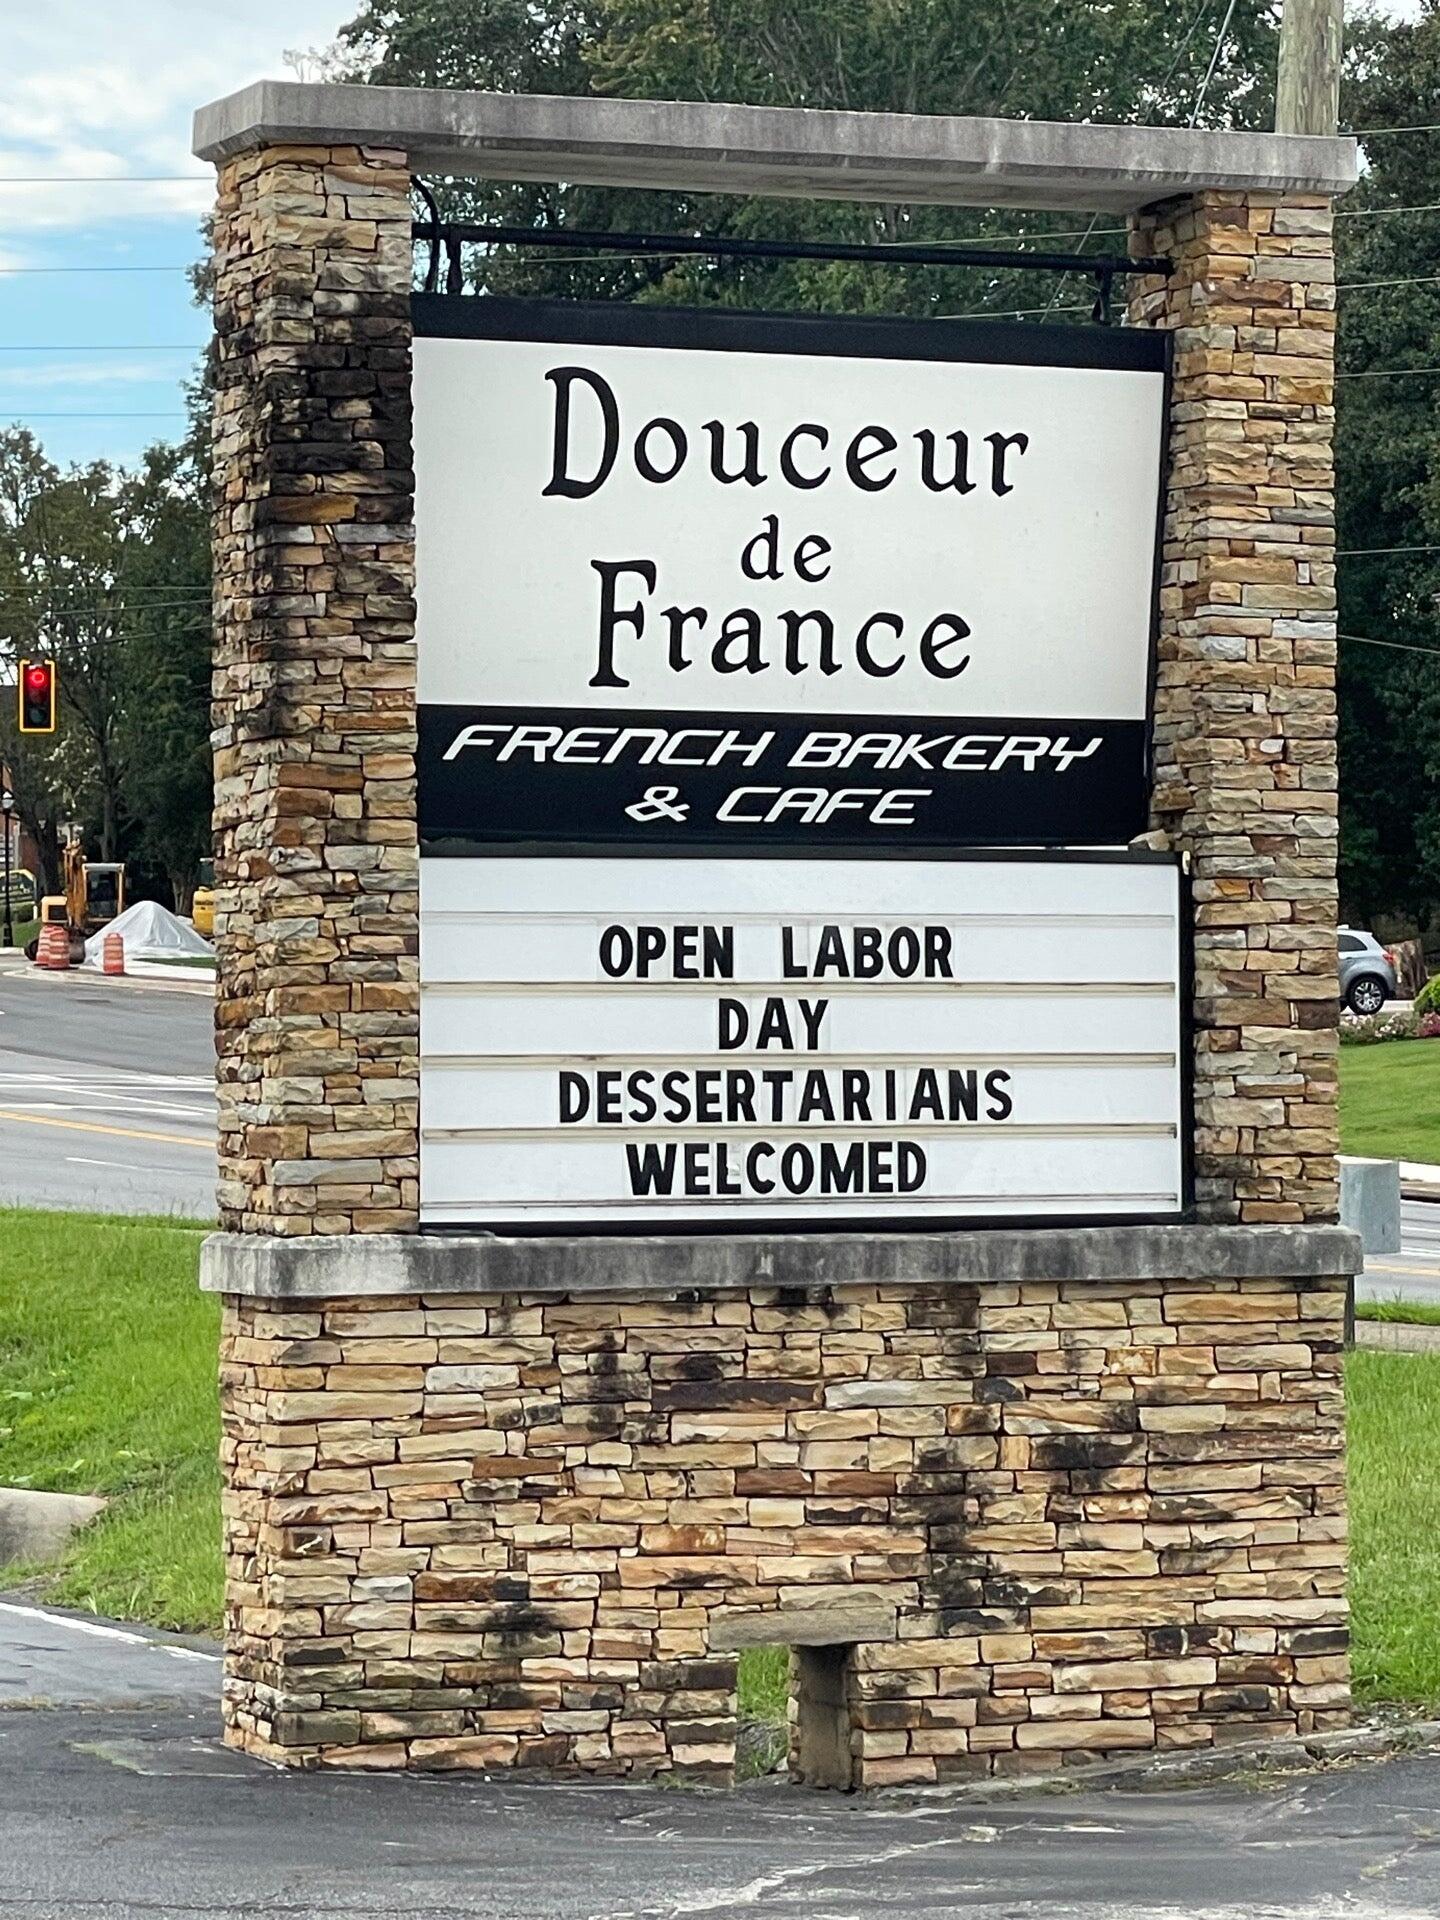 Douceur
de
France
FRENCH BAKERY
& CAFE
OPEN LABOR
DAY
DESSERTARIANS
WELCOMED